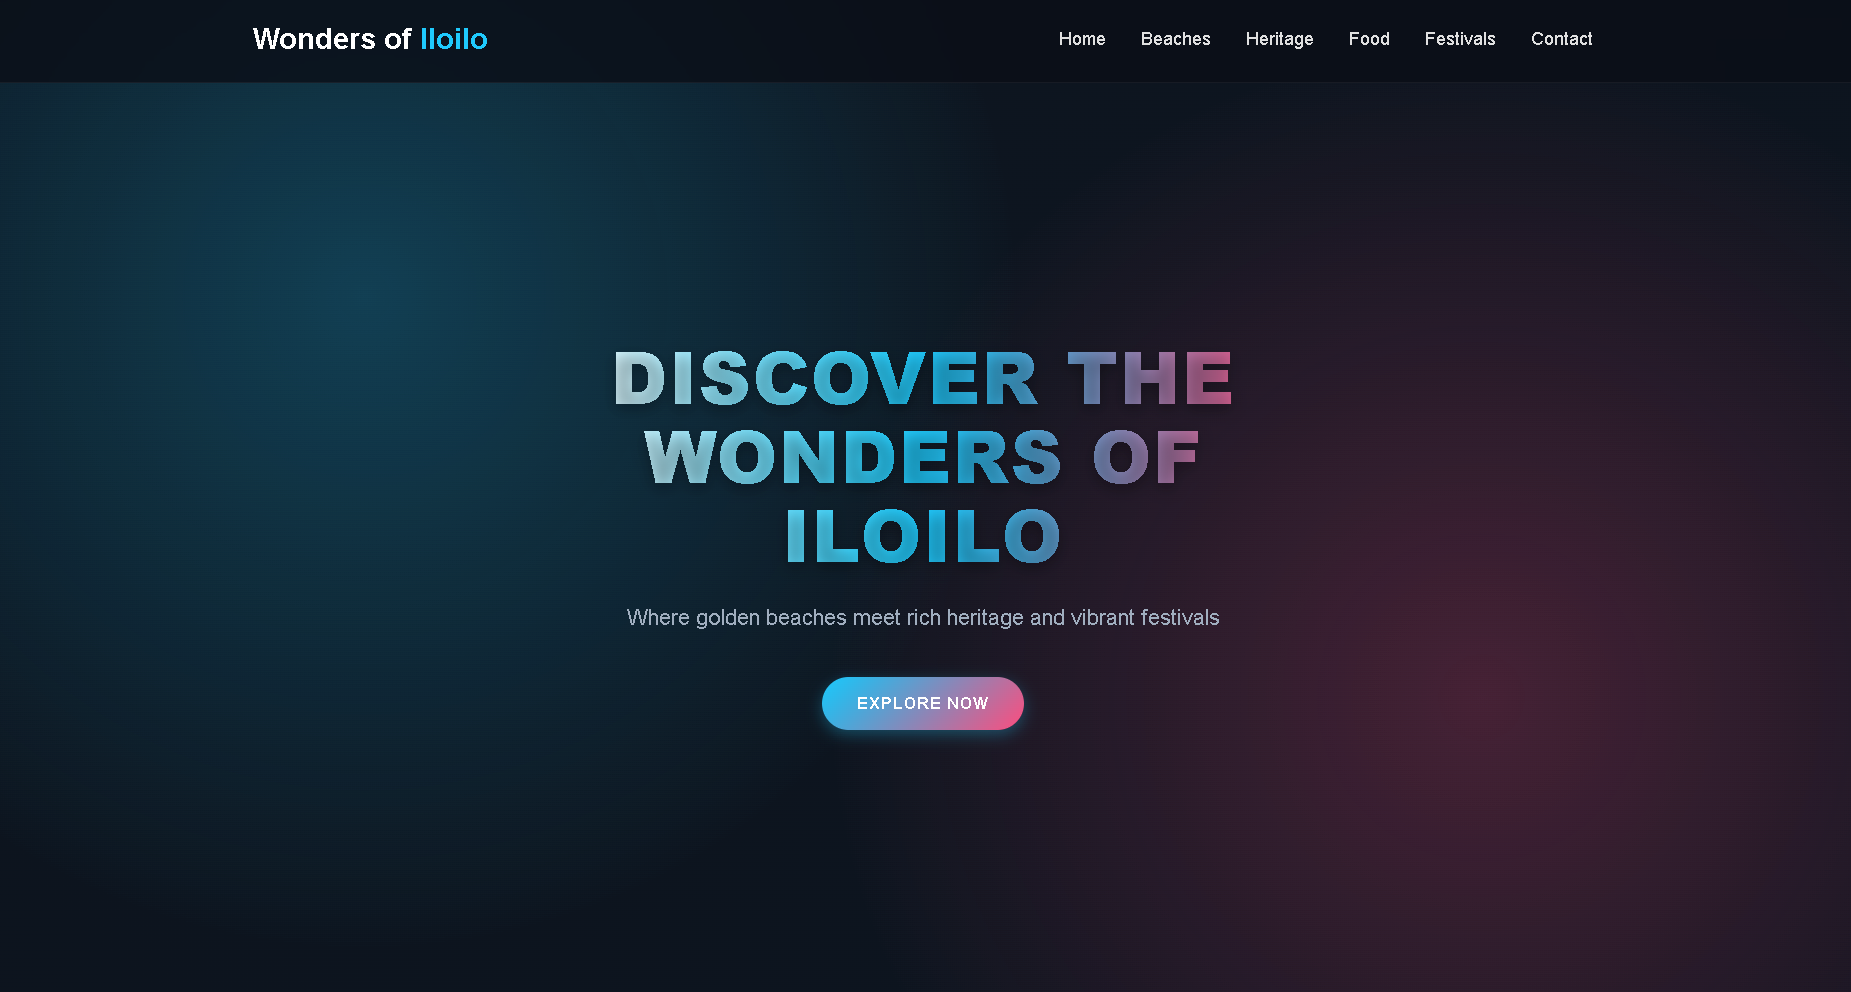 Wonders of Iloilo
Home Beaches Heritage Food Festivals Contact
DISCOVER THE
WONDERS OF
ILOILO
Where golden beaches meet rich heritage and vibrant festivals
EXPLORE NOW